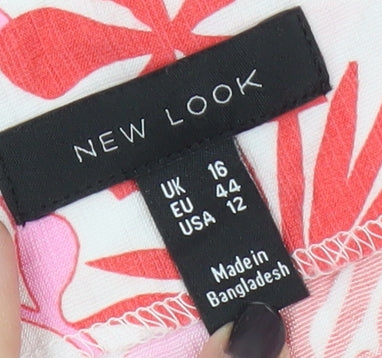 NEW LOOK
UK 16
EU 44
USA 12
Made in
Bangladesh